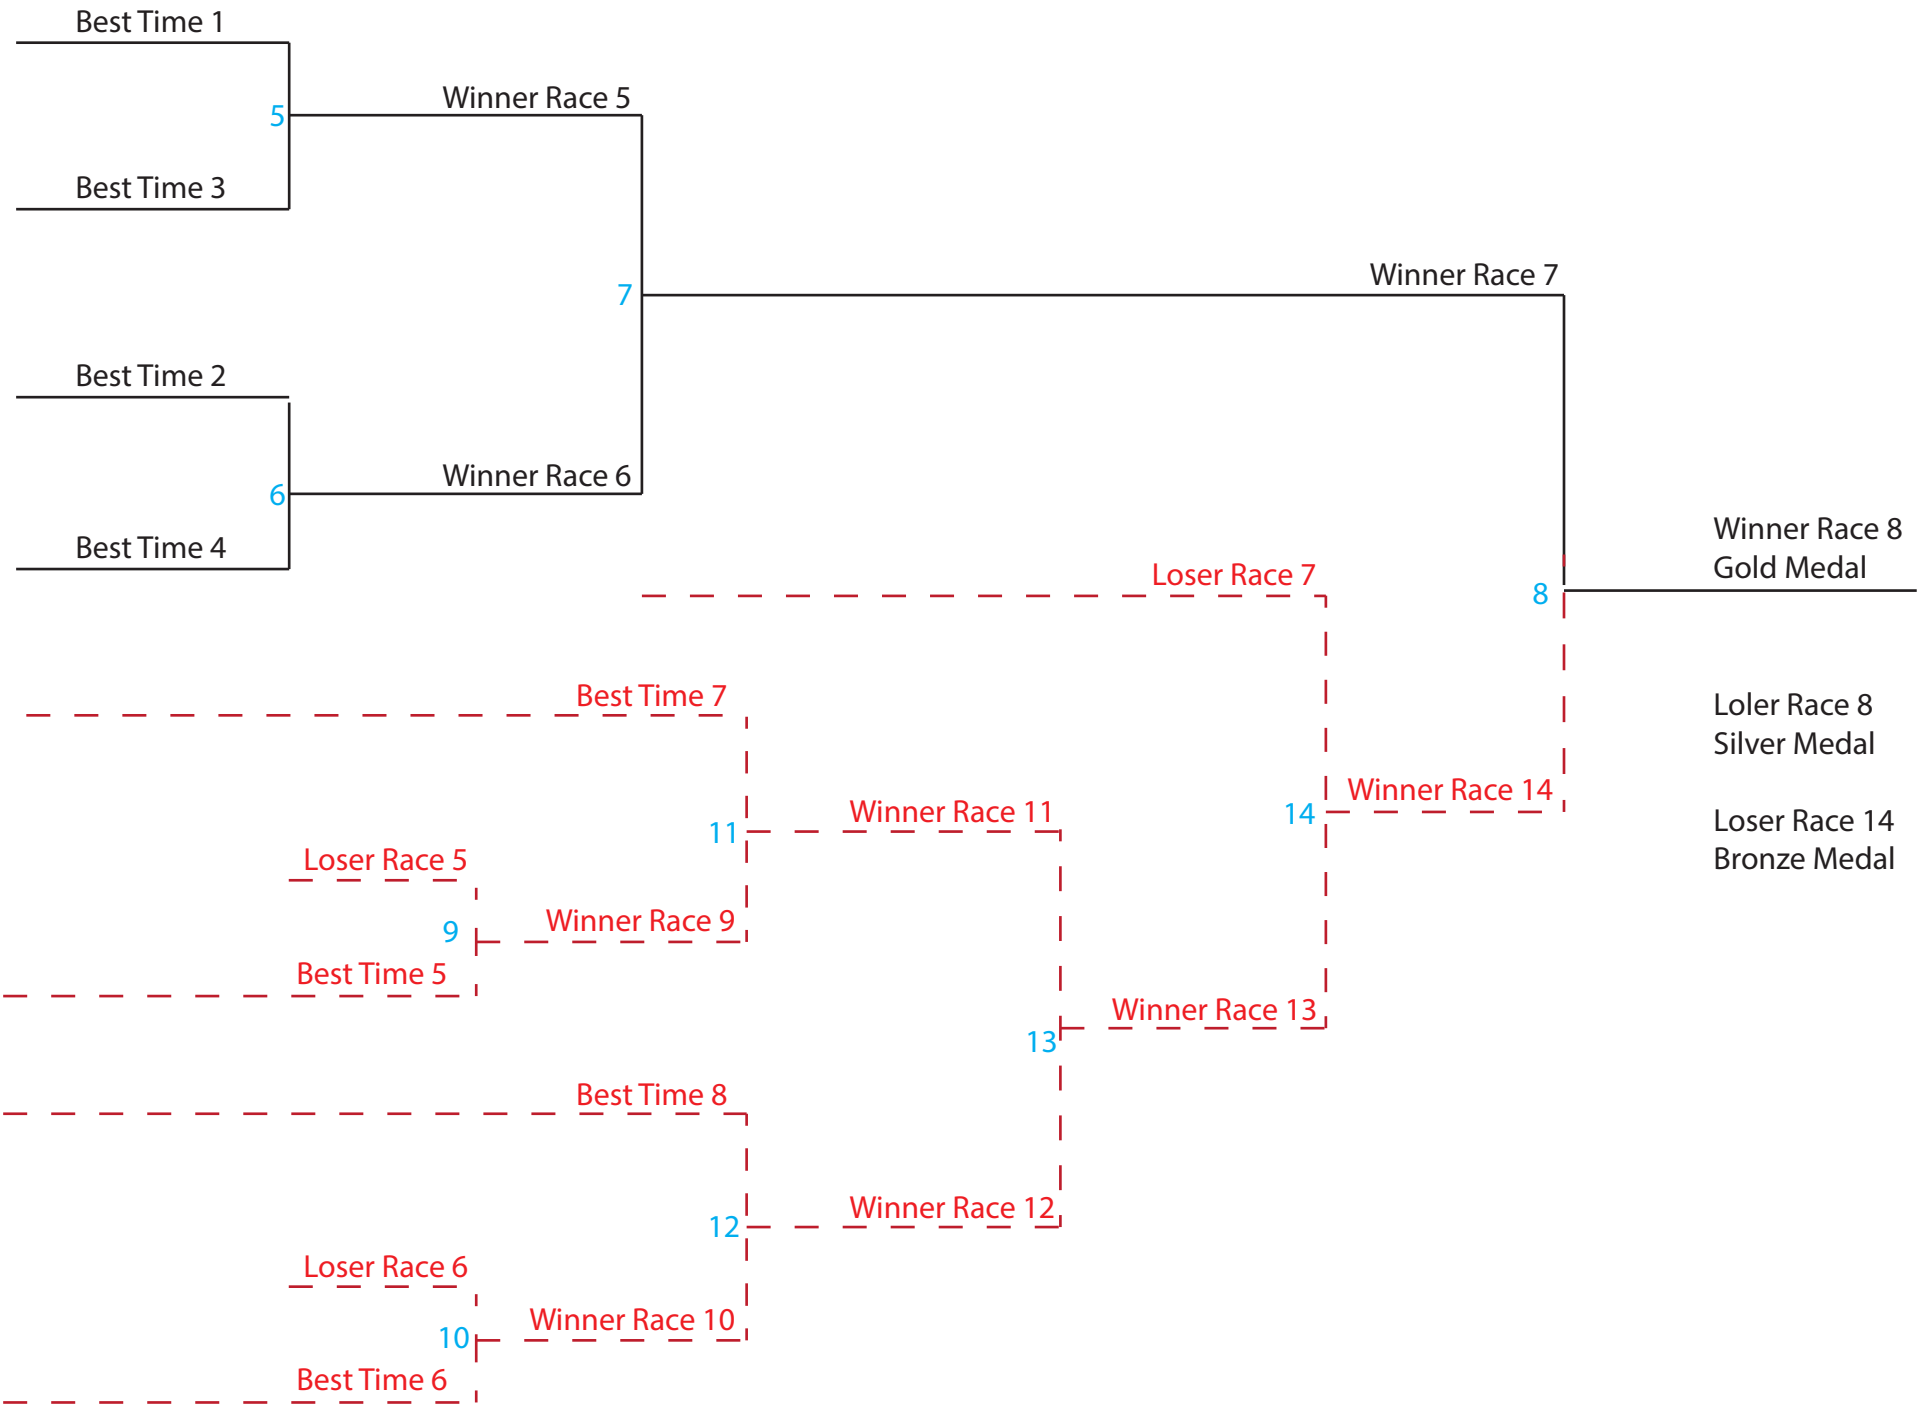 Best Time 1
Winner Race 5
5
Best Time 3
Winner Race 7
7
Best Time 2
Winner Race 6
6
Best Time 4
Winner Race 8
Gold Medal
Loser Race 7
8
Best Time 7
Loler Race 8
Silver Medal
Winner Race 14
14
Winner Race 11
11
Loser Race 14
Bronze Medal
Loser Race 5
Winner Race 9
9
Best Time 5
Winner Race 13
13
Best Time 8
Winner Race 12
12
Loser Race 6
Winner Race 10
10
Best Time 6